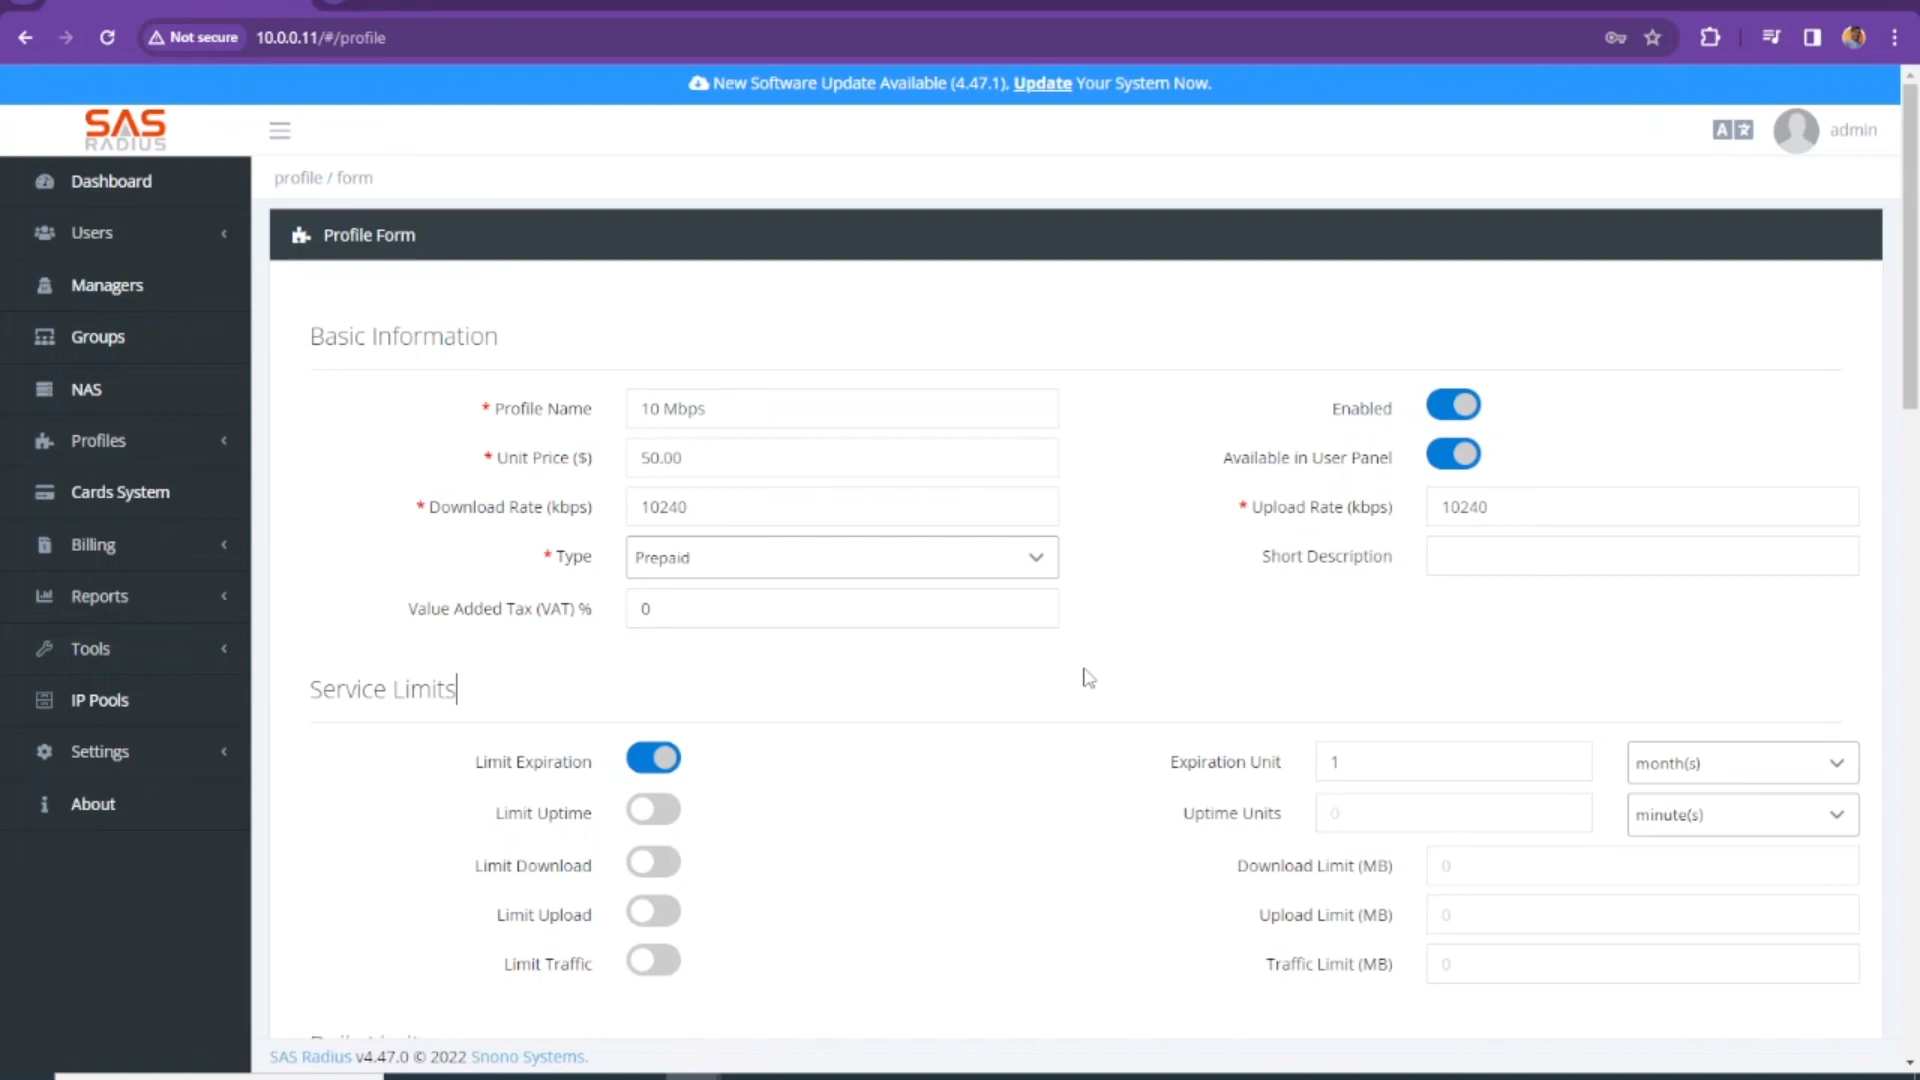 Not secure
10.0.0.11/#/profile
New Software Update Available (4.47.1), Update Your System Now.
SAS
RADIUS
admin
Dashboard
Users
Managers
Groups
NAS
Profiles
Cards System
Billing
Reports
Tools
IP Pools
Settings
About
profile / form
Profile Form
Basic Information
* Profile Name 10 Mbps Enabled
* Unit Price ($) 50.00 Available in User Panel
* Download Rate (kbps) 10240 * Upload Rate (kbps) 10240
* Type Prepaid Short Description
Value Added Tax (VAT) % 0
Service Limits
Limit Expiration Expiration Unit 1 month(s)
Limit Uptime Uptime Units 0 minute(s)
Limit Download Download Limit (MB) 0
Limit Upload Upload Limit (MB) 0
Limit Traffic Traffic Limit (MB) 0
SAS Radius v4.47.0 © 2022 Snono Systems.